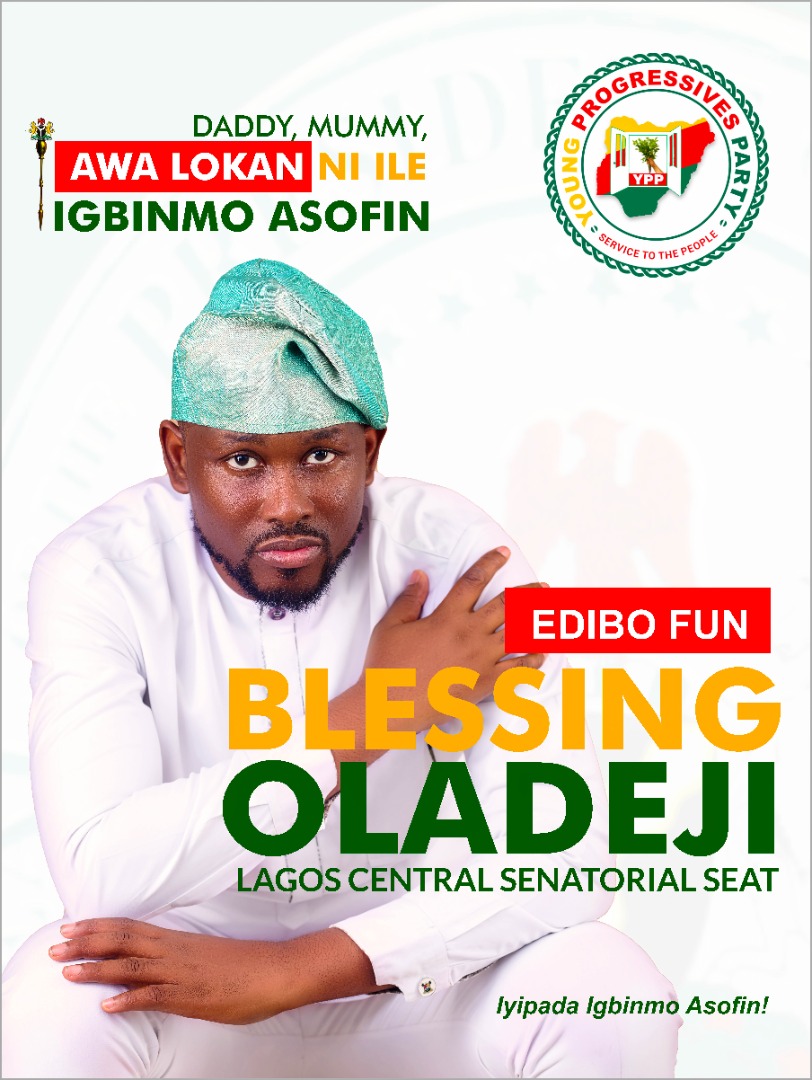 DADDY, MUMMY,
AWA LOKAN NI ILE
IGBINMO ASOFIN
YOUNG PROGRESSIVES PARTY
YPP
SERVICE TO THE PEOPLE
EDIBO FUN
BLESSING
OLADEJI
LAGOS CENTRAL SENATORIAL SEAT
Iyipada Igbinmo Asofin!